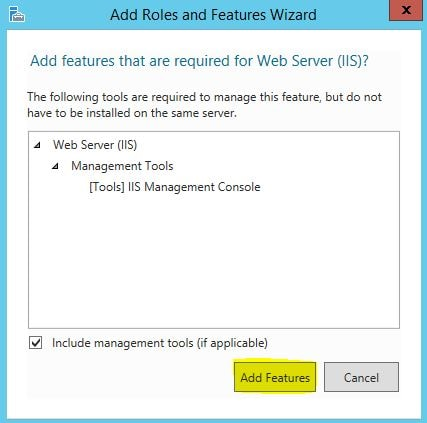 Add Roles and Features Wizard
x
Add features that are required for Web Server (IIS)?
The following tools are required to manage this feature, but do not
have to be installed on the same server.
Web Server (IIS)
Management Tools
[Tools] IIS Management Console
Include management tools (if applicable)
Add Features
Cancel